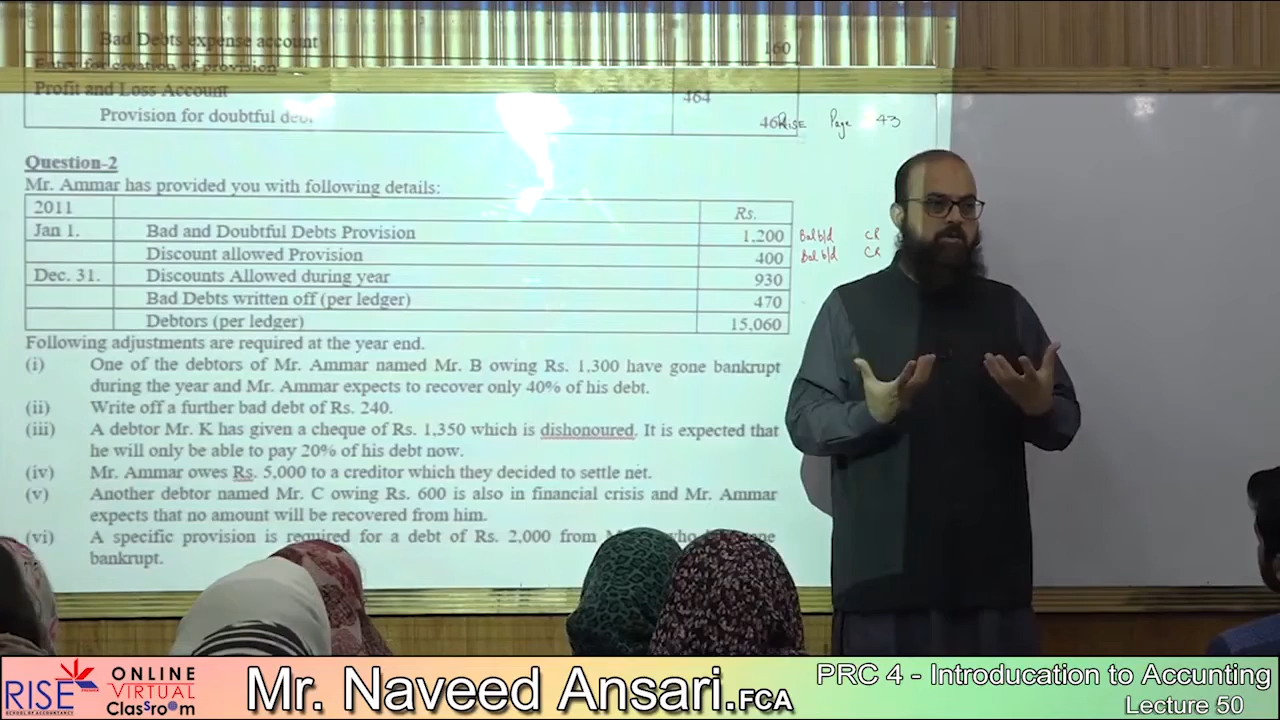 Bad Debts expense account 160
Entry for creation of provision
Profit and Loss Account 464
Provision for doubtful
RISE Page 43
Question-2
Mr. Ammar has provided you with following details:
2011 Rs.
Jan 1. Bad and Doubtful Debts Provision 1,200 Bal b/d CR
Discount allowed Provision 400 Bal b/d CR
Dec. 31. Discounts Allowed during year 930
Bad Debts written off (per ledger) 470
Debtors (per ledger) 15,060
Following adjustments are required at the year end.
(i) One of the debtors of Mr. Ammar named Mr. B owing Rs. 1,300 have gone bankrupt
during the year and Mr. Ammar expects to recover only 40% of his debt.
(ii) Write off a further bad debt of Rs. 240.
(iii) A debtor Mr. K has given a cheque of Rs. 1,350 which is dishonoured. It is expected that
he will only be able to pay 20% of his debt now.
(iv) Mr. Ammar owes Rs. 5,000 to a creditor which they decided to settle net.
(v) Another debtor named Mr. C owing Rs. 600 is also in financial crisis and Mr. Ammar
expects that no amount will be recovered from him.
(vi) A specific provision is required for a debt of Rs. 2,000 from
bankrupt.
RISE
SCHOOL OF ACCOUNTANCY
ONLINE
VIRTUAL
Classroom
Mr. Naveed Ansari.FCA
PRC 4 - Introducation to Accunting
Lecture 50